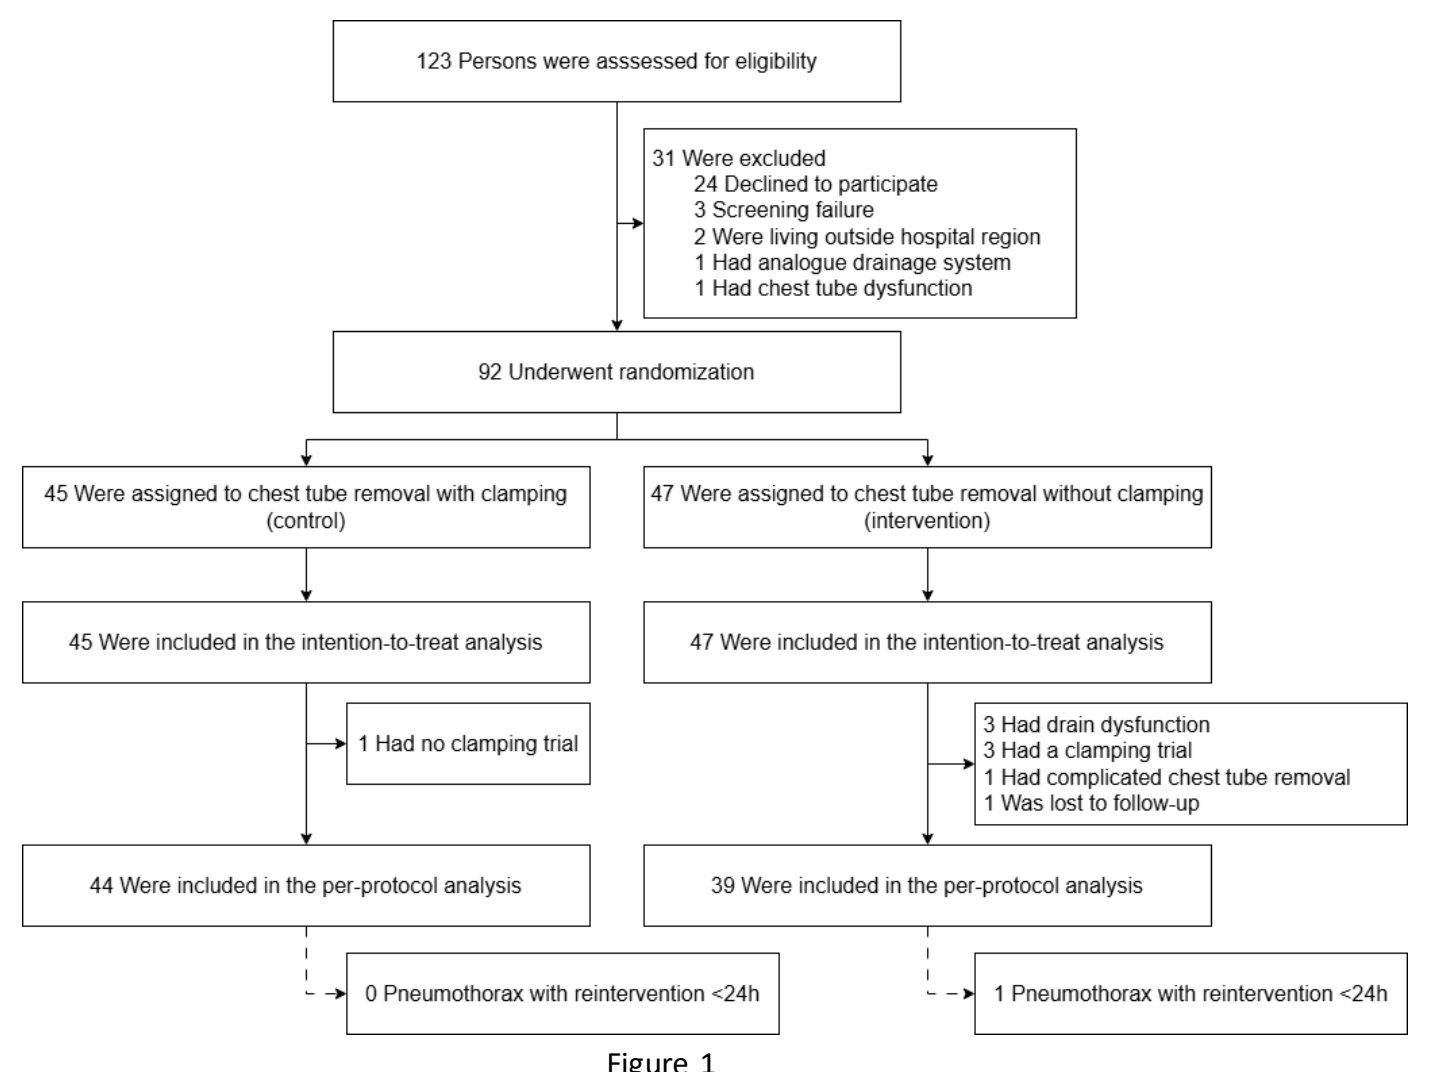 123 Persons were asssessed for eligibility
31 Were excluded
24 Declined to participate
3 Screening failure
2 Were living outside hospital region
1 Had analogue drainage system
1 Had chest tube dysfunction
92 Underwent randomization
45 Were assigned to chest tube removal with clamping
(control)
47 Were assigned to chest tube removal without clamping
(intervention)
45 Were included in the intention-to-treat analysis
47 Were included in the intention-to-treat analysis
1 Had no clamping trial
3 Had drain dysfunction
3 Had a clamping trial
1 Had complicated chest tube removal
1 Was lost to follow-up
44 Were included in the per-protocol analysis
39 Were included in the per-protocol analysis
0 Pneumothorax with reintervention <24h
1 Pneumothorax with reintervention <24h
Figure 1